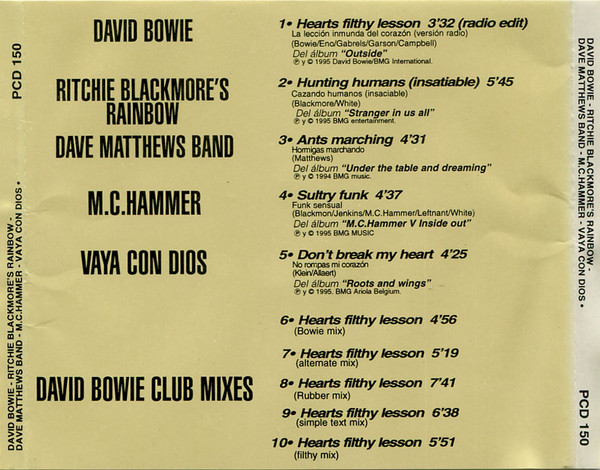 PCD 150
DAVID BOWIE - RITCHIE BLACKMORE'S RAINBOW -
DAVE MATTHEWS BAND - M.C.HAMMER - VAYA CON DIOS •
DAVID BOWIE
1• Hearts filthy lesson 3'32 (radio edit)
La lección inmunda del corazón (versión radio)
(Bowie/Eno/Gabrels/Garson/Campbell)
Del álbum "Outside"
℗ y © 1995 David Bowie/BMG International.
RITCHIE BLACKMORE'S
RAINBOW
2• Hunting humans (insatiable) 5'45
Cazando humanos (insaciable)
(Blackmore/White)
Del álbum "Stranger in us all"
℗ y © 1995 BMG entertainment.
DAVE MATTHEWS BAND
3• Ants marching 4'31
Hormigas marchando
(Matthews)
Del álbum "Under the table and dreaming"
℗ y © 1994 BMG music.
M.C.HAMMER
4• Sultry funk 4'37
Funk sensual
(Blackmon/Jenkins/M.C.Hammer/Leftnant/White)
Del álbum "M.C.Hammer V Inside out"
℗ y © 1995 BMG MUSIC
VAYA CON DIOS
5• Don't break my heart 4'25
No rompas mi corazón
(Klein/Allaert)
Del álbum "Roots and wings"
℗ y © 1995. BMG Ariola Belgium.
DAVID BOWIE CLUB MIXES
6• Hearts filthy lesson 4'56
(Bowie mix)
7• Hearts filthy lesson 5'19
(alternate mix)
8• Hearts filthy lesson 7'41
(Rubber mix)
9• Hearts filthy lesson 6'38
(simple text mix)
10• Hearts filthy lesson 5'51
(filthy mix)
DAVID BOWIE - RITCHIE BLACKMORE'S RAINBOW -
DAVE MATTHEWS BAND - M.C.HAMMER - VAYA CON DIOS •
PCD 150